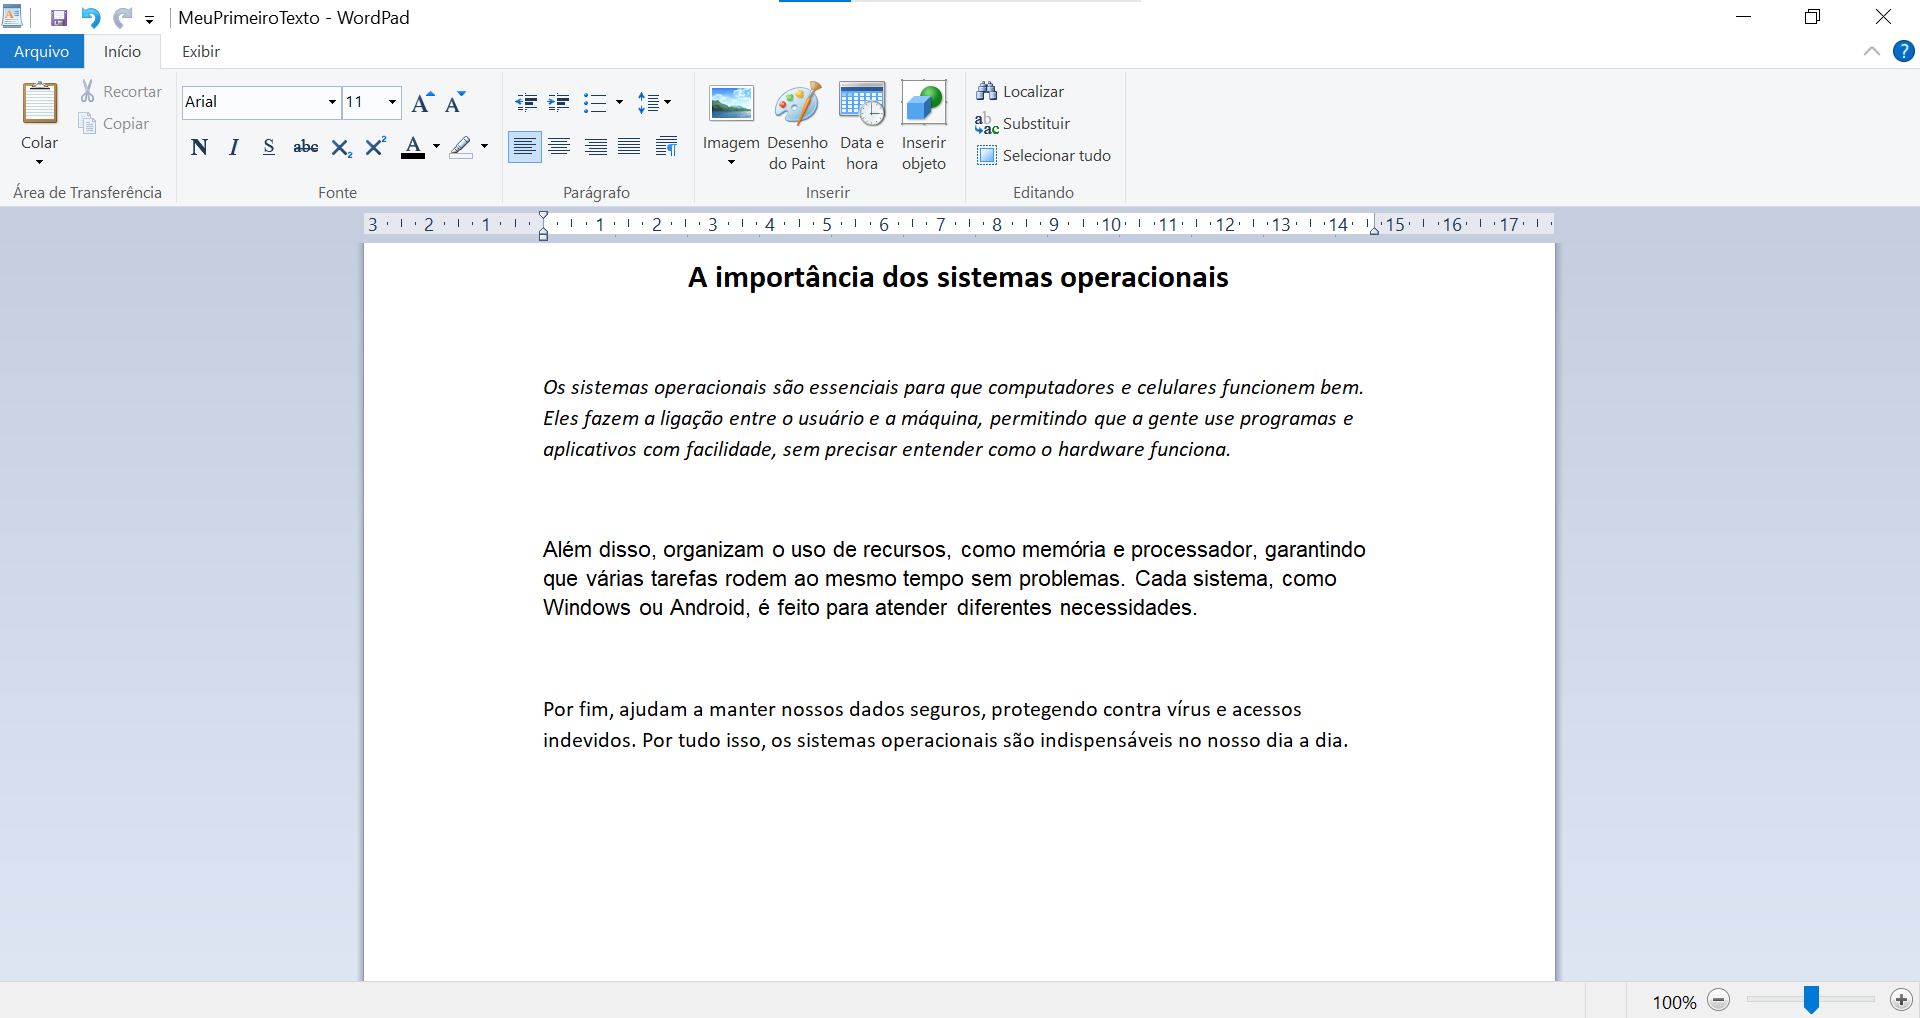 MeuPrimeiroTexto - WordPad
Arquivo Início Exibir
Colar
Recortar
Copiar
Área de Transferência
Arial 11
N I S abc X₂ X² A
Fonte
Parágrafo
Imagem
Desenho do Paint
Data e hora
Inserir objeto
Inserir
Localizar
Substituir
Selecionar tudo
Editando
3 2 1 1 2 3 4 5 6 7 8 9 10 11 12 13 14 15 16 17
A importância dos sistemas operacionais
Os sistemas operacionais são essenciais para que computadores e celulares funcionem bem.
Eles fazem a ligação entre o usuário e a máquina, permitindo que a gente use programas e
aplicativos com facilidade, sem precisar entender como o hardware funciona.
Além disso, organizam o uso de recursos, como memória e processador, garantindo
que várias tarefas rodem ao mesmo tempo sem problemas. Cada sistema, como
Windows ou Android, é feito para atender diferentes necessidades.
Por fim, ajudam a manter nossos dados seguros, protegendo contra vírus e acessos
indevidos. Por tudo isso, os sistemas operacionais são indispensáveis no nosso dia a dia.
100%